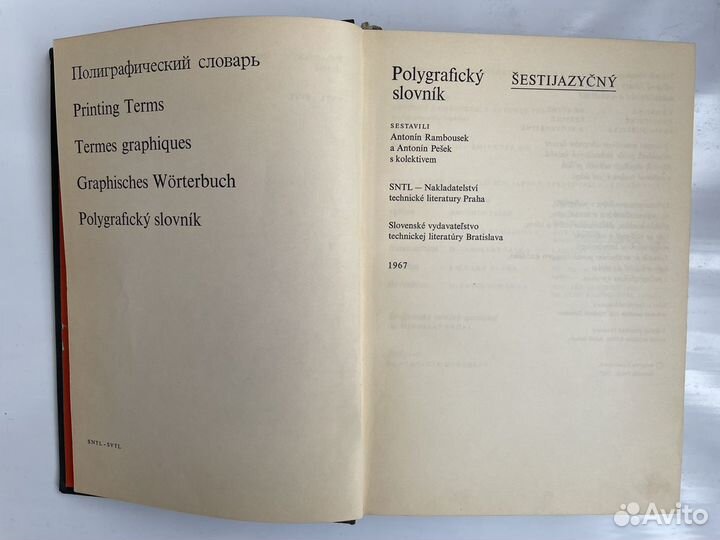 Полиграфический словарь
Printing Terms
Termes graphiques
Graphisches Wörterbuch
Polygrafický slovník
SNTL - SVTL
Polygrafický
slovník
ŠESTIJAZYČNÝ
SESTAVILI
Antonín Rambousek
a Antonín Pešek
s kolektivem
SNTL — Nakladatelství
technické literatury Praha
Slovenské vydavateľstvo
technickej literatúry Bratislava
1967
Avito